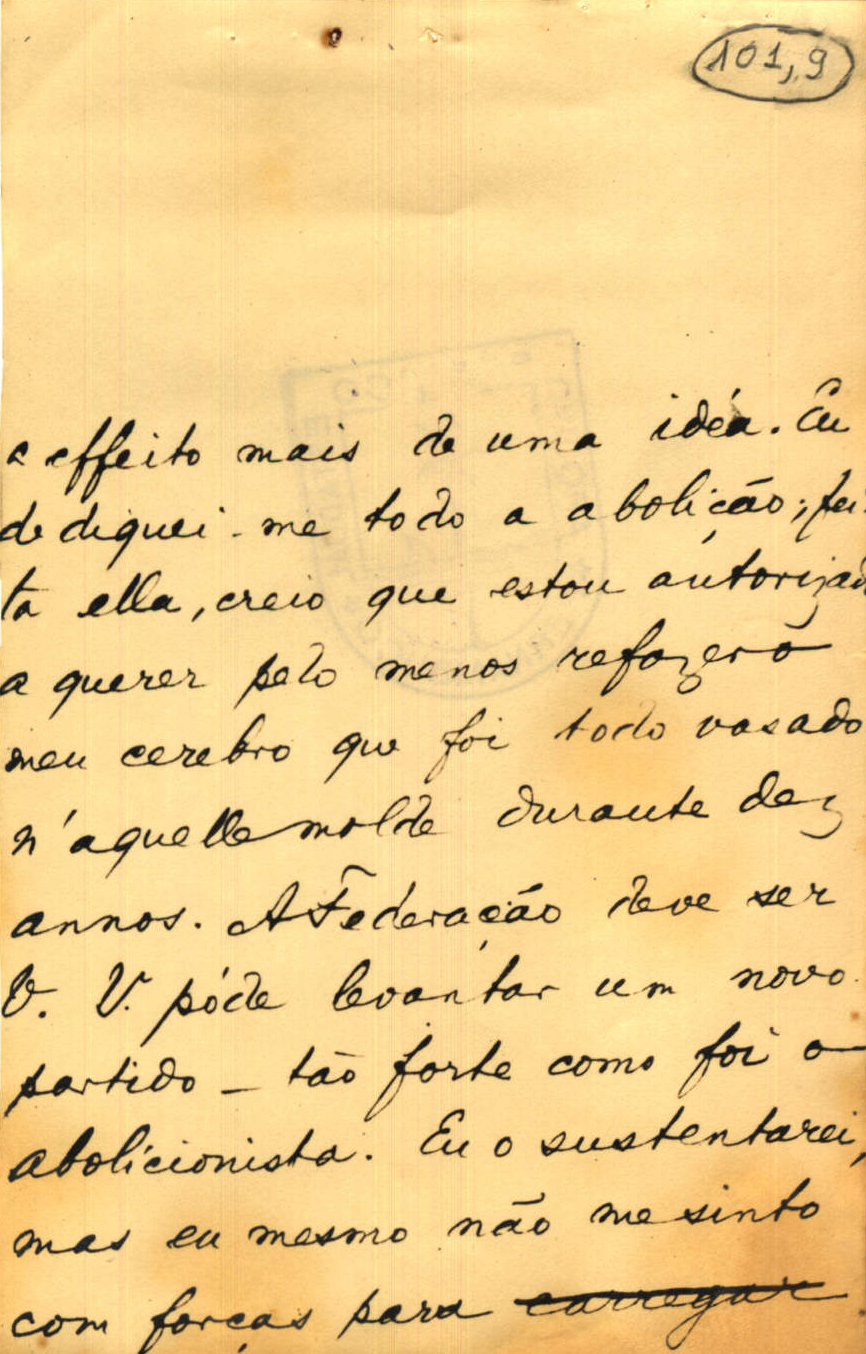 101,9
a effeito mais de uma idéa. Eu
dediquei-me todo a abolição; fei-
ta ella, creio que estou autorizado
a querer pelo menos refazer o
meu cerebro que foi todo vasado
n'aquelle molde durante dez
annos. A Federação deve ser
V. V. póde levantar um novo
partido — tão forte como foi o
abolicionista. Eu o sustentarei,
mas eu mesmo não me sinto
com forças para carregar